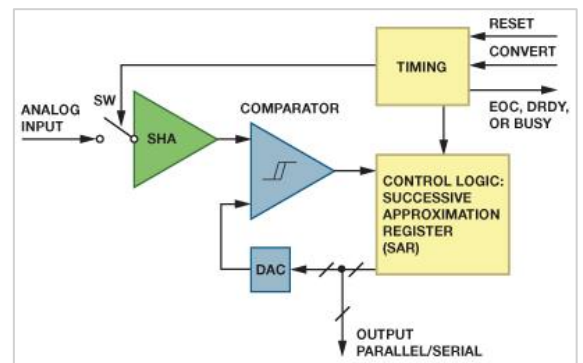 RESET
CONVERT
TIMING
EOC, DRDY,
OR BUSY
ANALOG
INPUT
SW
SHA
COMPARATOR
CONTROL LOGIC:
SUCCESSIVE
APPROXIMATION
REGISTER
(SAR)
DAC
OUTPUT
PARALLEL/SERIAL